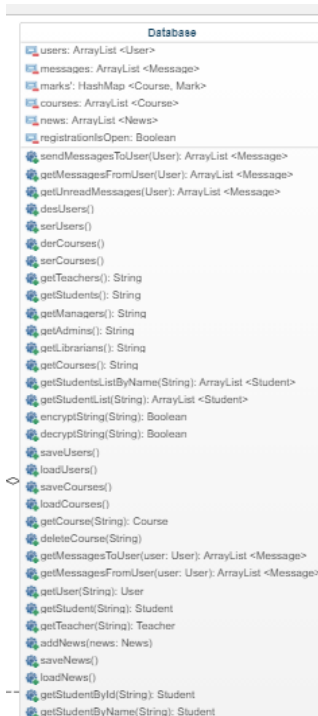 Database
users: ArrayList <User>
messages: ArrayList <Message>
marks': HashMap <Course, Mark>
courses: ArrayList <Course>
news: ArrayList <News>
registrationIsOpen: Boolean
sendMessagesToUser(User): ArrayList <Message>
getMessagesFromUser(User): ArrayList <Message>
getUnreadMessages(User): ArrayList <Message>
desUsers()
serUsers()
derCourses()
serCourses()
getTeachers(): String
getStudents(): String
getManagers(): String
getAdmins(): String
getLibrarians(): String
getCourses(): String
getStudentsListByName(String): ArrayList <Student>
getStudentList(String): ArrayList <Student>
encryptString(String): Boolean
decryptString(String): Boolean
saveUsers()
loadUsers()
saveCourses()
loadCourses()
getCourse(String): Course
deleteCourse(String)
getMessagesToUser(user: User): ArrayList <Message>
getMessagesFromUser(user: User): ArrayList <Message>
getUser(String): User
getStudent(String): Student
getTeacher(String): Teacher
addNews(news: News)
saveNews()
loadNews()
getStudentById(String): Student
getStudentByName(String): Student